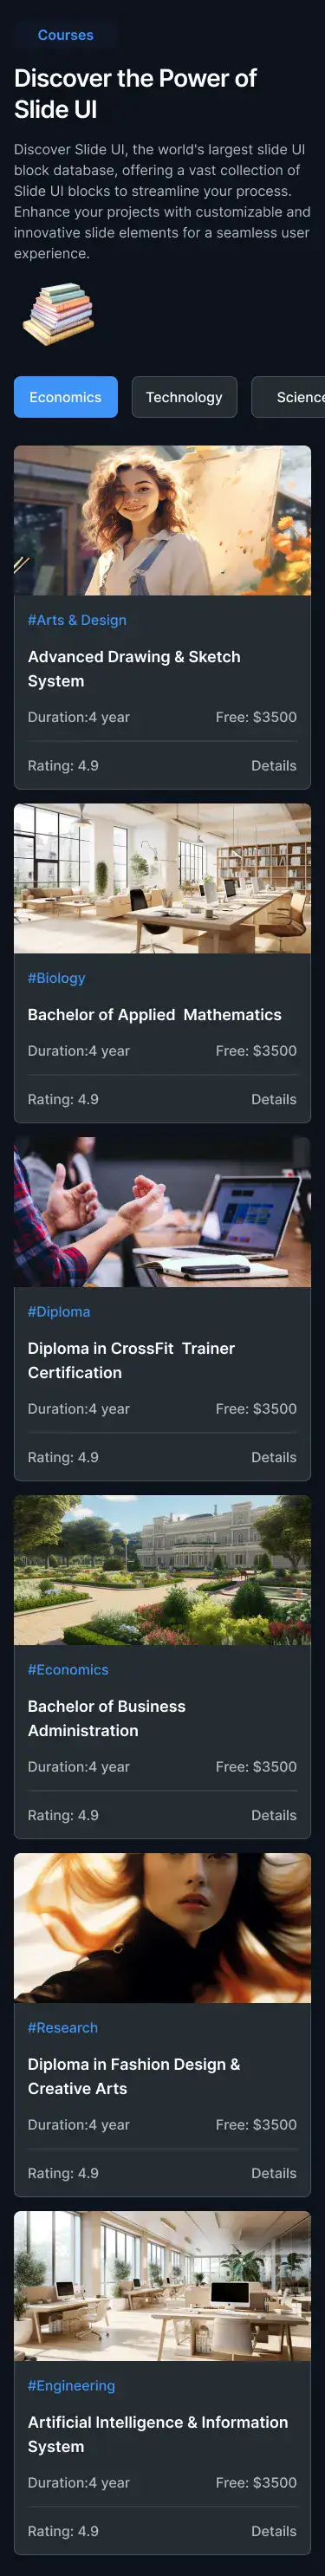 Courses
Discover the Power of
Slide UI
Discover Slide UI, the world's largest slide UI
block database, offering a vast collection of
Slide UI blocks to streamline your process.
Enhance your projects with customizable and
innovative slide elements for a seamless user
experience.
Economics Technology Science
#Arts & Design
Advanced Drawing & Sketch
System
Duration:4 year Free: $3500
Rating: 4.9 Details
#Biology
Bachelor of Applied  Mathematics
Duration:4 year Free: $3500
Rating: 4.9 Details
#Diploma
Diploma in CrossFit  Trainer
Certification
Duration:4 year Free: $3500
Rating: 4.9 Details
#Economics
Bachelor of Business
Administration
Duration:4 year Free: $3500
Rating: 4.9 Details
#Research
Diploma in Fashion Design &
Creative Arts
Duration:4 year Free: $3500
Rating: 4.9 Details
#Engineering
Artificial Intelligence & Information
System
Duration:4 year Free: $3500
Rating: 4.9 Details